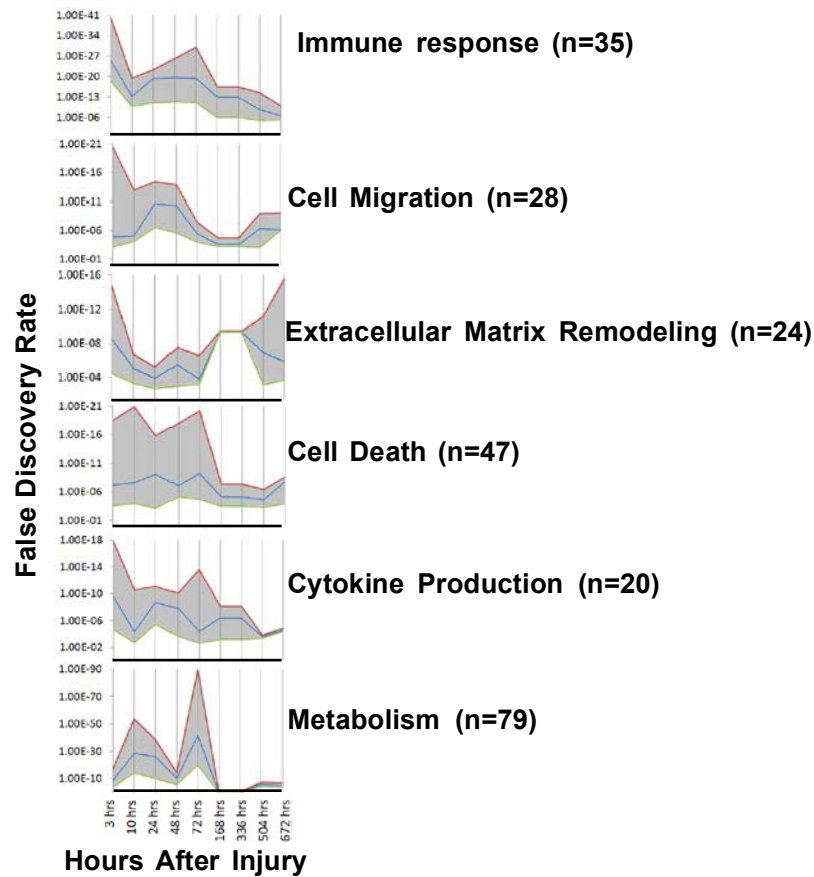 1.00E-41
1.00E-34
1.00E-27
1.00E-20
1.00E-13
1.00E-06
Immune response (n=35)
1.00E-21
1.00E-16
1.00E-11
1.00E-06
1.00E-01
Cell Migration (n=28)
1.00E-16
1.00E-12
1.00E-08
1.00E-04
Extracellular Matrix Remodeling (n=24)
1.00E-21
1.00E-16
1.00E-11
1.00E-06
1.00E-01
Cell Death (n=47)
1.00E-18
1.00E-14
1.00E-10
1.00E-06
1.00E-02
Cytokine Production (n=20)
1.00E-90
1.00E-70
1.00E-50
1.00E-30
1.00E-10
Metabolism (n=79)
False Discovery Rate
3 hrs
10 hrs
24 hrs
48 hrs
72 hrs
168 hrs
336 hrs
504 hrs
672 hrs
Hours After Injury